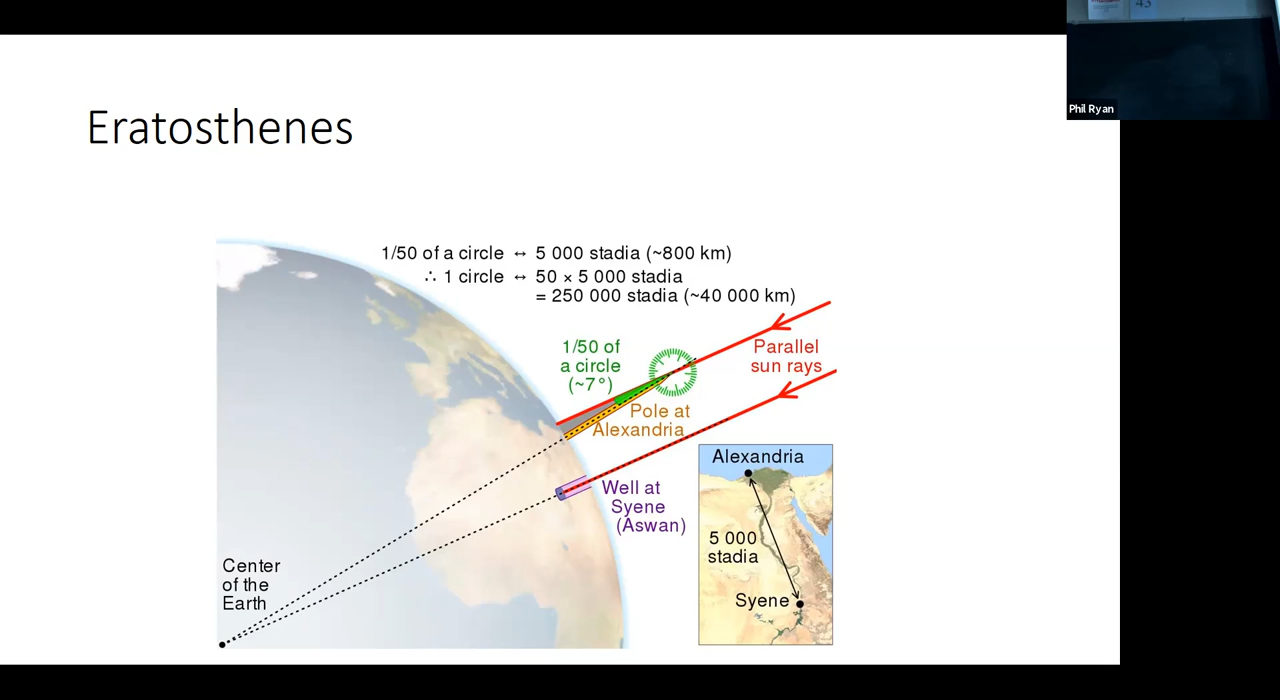 43
Phil Ryan
Eratosthenes
1/50 of a circle ↔ 5 000 stadia (~800 km)
∴ 1 circle ↔ 50 × 5 000 stadia
= 250 000 stadia (~40 000 km)
1/50 of
a circle
(~7°)
Parallel
sun rays
Pole at
Alexandria
Well at
Syene
(Aswan)
Center
of the
Earth
Alexandria
5 000
stadia
Syene